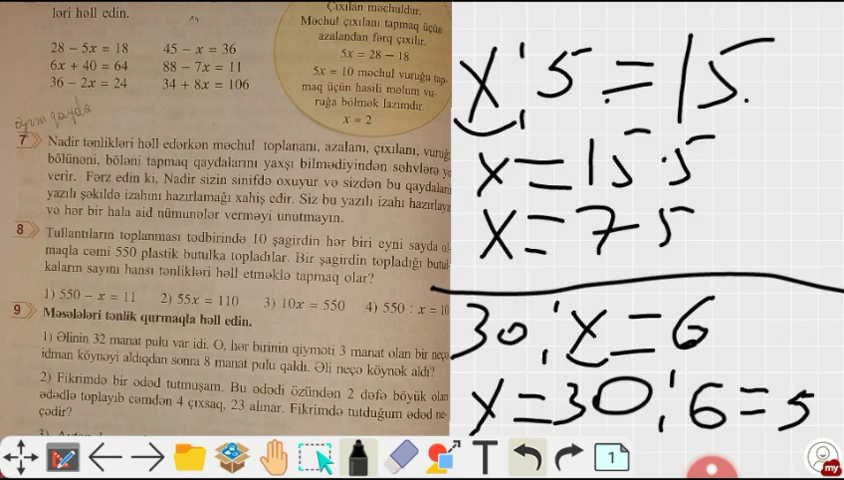 ləri həll edin.
28 − 5x = 18 45 − x = 36
6x + 40 = 64 88 − 7x = 11
36 − 2x = 24 34 + 8x = 106
Çıxılan məchuldur.
Məchul çıxılanı tapmaq üçün
azalandan fərq çıxılır.
5x = 28 − 18
5x = 10 məchul vuruğu tap-
maq üçün hasili məlum vu-
ruğa bölmək lazımdır.
x = 2
7 Nadir tənlikləri həll edərkən məchul toplananı, azalanı, çıxılanı, vuruğ
bölünəni, böləni tapmaq qaydalarını yaxşı bilmədiyindən səhvlərə yo
verir. Fərz edin ki, Nadir sizin sinifdə oxuyur və sizdən bu qaydaların
yazılı şəkildə izahını hazırlamağı xahiş edir. Siz bu yazılı izahı hazırlay
və hər bir hala aid nümunələr verməyi unutmayın.
8 Tullantıların toplanması tədbirində 10 şagirdin hər biri eyni sayda ol-
maqla cəmi 550 plastik butulka topladılar. Bir şagirdin topladığı butul-
kaların sayını hansı tənlikləri həll etməklə tapmaq olar?
1) 550 − x = 11 2) 55x = 110 3) 10x = 550 4) 550 : x = 10
9 Məsələləri tənlik qurmaqla həll edin.
1) Əlinin 32 manat pulu var idi. O, hər birinin qiyməti 3 manat olan bir neçə
idman köynəyi aldıqdan sonra 8 manat pulu qaldı. Əli neçə köynək aldı?
2) Fikrimdə bir ədəd tutmuşam. Bu ədədi özündən 2 dəfə böyük olan
ədədlə toplayıb cəmdən 4 çıxsaq, 23 alınar. Fikrimdə tutduğum ədəd ne-
çədir?
x : 5 = 15
x = 15 · 5
x = 75
30 : x = 6
x = 30 : 6 = 5
T
1
my